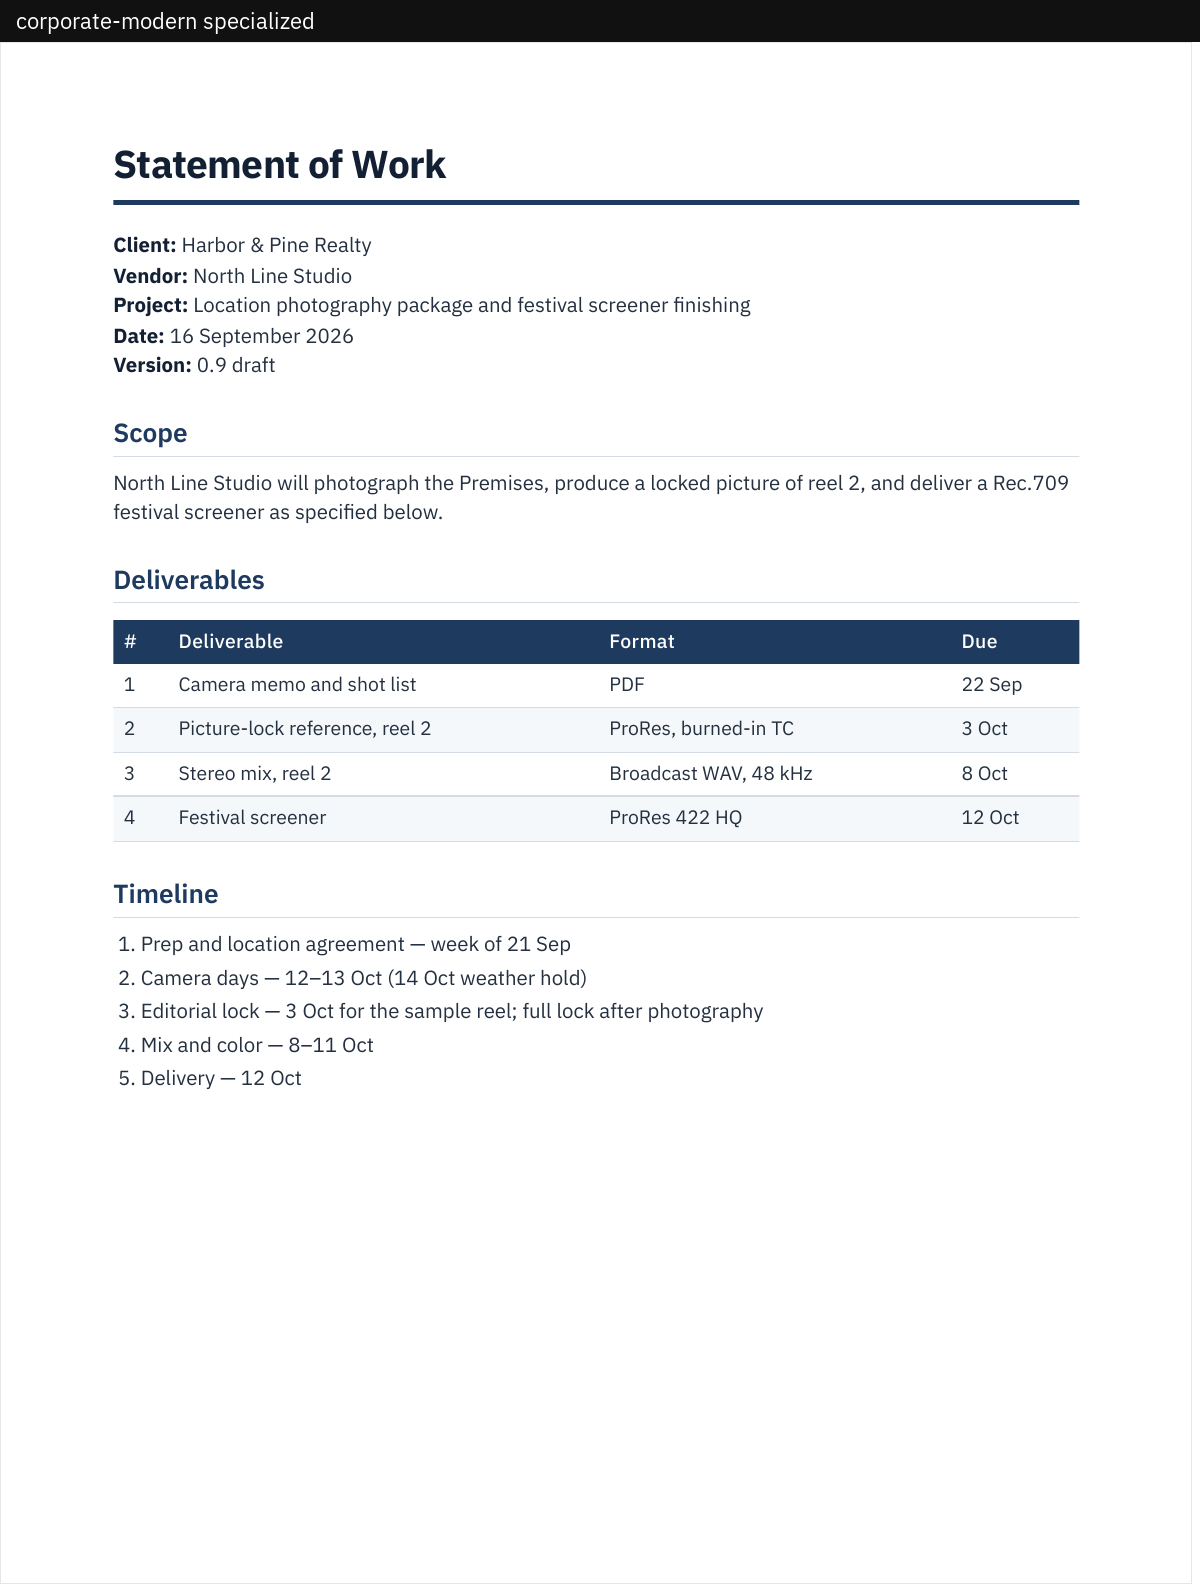 corporate-modern specialized
Statement of Work
Client: Harbor & Pine Realty
Vendor: North Line Studio
Project: Location photography package and festival screener finishing
Date: 16 September 2026
Version: 0.9 draft
Scope
North Line Studio will photograph the Premises, produce a locked picture of reel 2, and deliver a Rec.709
festival screener as specified below.
Deliverables
# Deliverable Format Due
1 Camera memo and shot list PDF 22 Sep
2 Picture-lock reference, reel 2 ProRes, burned-in TC 3 Oct
3 Stereo mix, reel 2 Broadcast WAV, 48 kHz 8 Oct
4 Festival screener ProRes 422 HQ 12 Oct
Timeline
1. Prep and location agreement — week of 21 Sep
2. Camera days — 12–13 Oct (14 Oct weather hold)
3. Editorial lock — 3 Oct for the sample reel; full lock after photography
4. Mix and color — 8–11 Oct
5. Delivery — 12 Oct